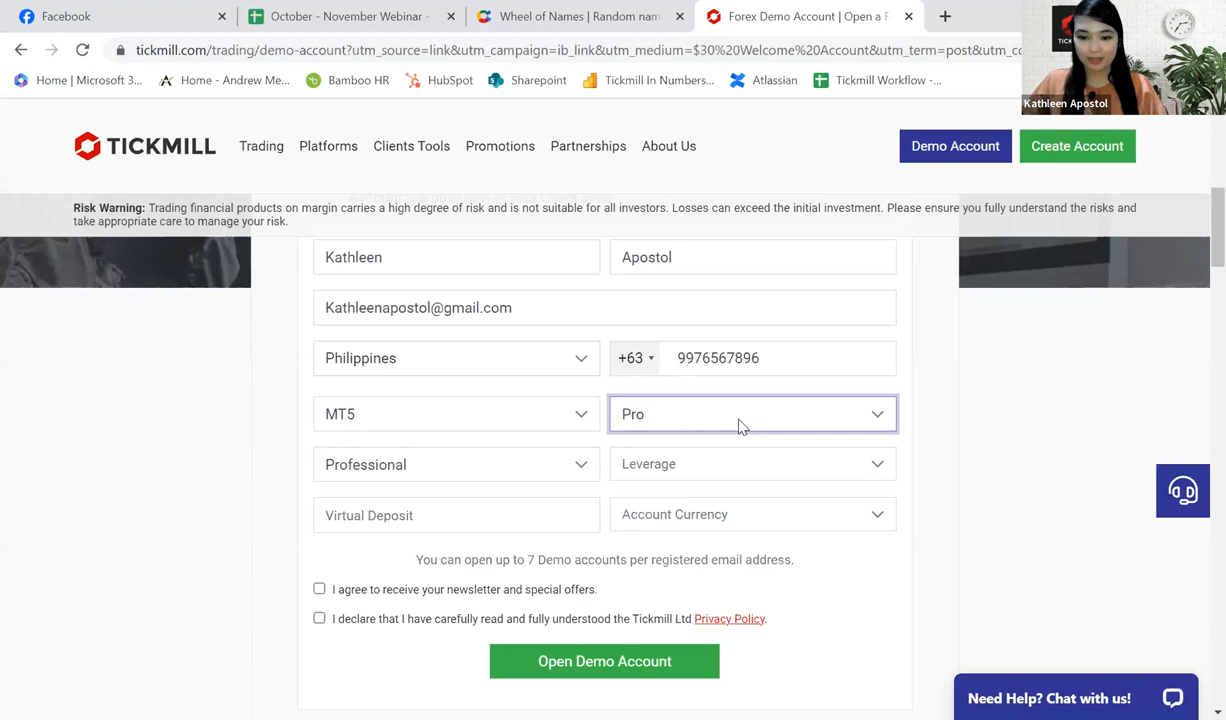 Facebook
October - November Webinar -
Wheel of Names | Random nam
Forex Demo Account | Open a F
tickmill.com/trading/demo-account?utm_source=link&utm_campaign=ib_link&utm_medium=$30%20Welcome%20Account&utm_term=post&utm_co
Home | Microsoft 3...
Home - Andrew Me...
Bamboo HR
HubSpot
Sharepoint
Tickmill In Numbers...
Atlassian
Tickmill Workflow -...
Kathleen Apostol
TICKMILL
Trading
Platforms
Clients Tools
Promotions
Partnerships
About Us
Demo Account
Create Account
Risk Warning: Trading financial products on margin carries a high degree of risk and is not suitable for all investors. Losses can exceed the initial investment. Please ensure you fully understand the risks and
take appropriate care to manage your risk.
Kathleen
Apostol
Kathleenapostol@gmail.com
Philippines
+63
9976567896
MT5
Pro
Professional
Leverage
Virtual Deposit
Account Currency
You can open up to 7 Demo accounts per registered email address.
I agree to receive your newsletter and special offers.
I declare that I have carefully read and fully understood the Tickmill Ltd Privacy Policy.
Open Demo Account
Need Help? Chat with us!